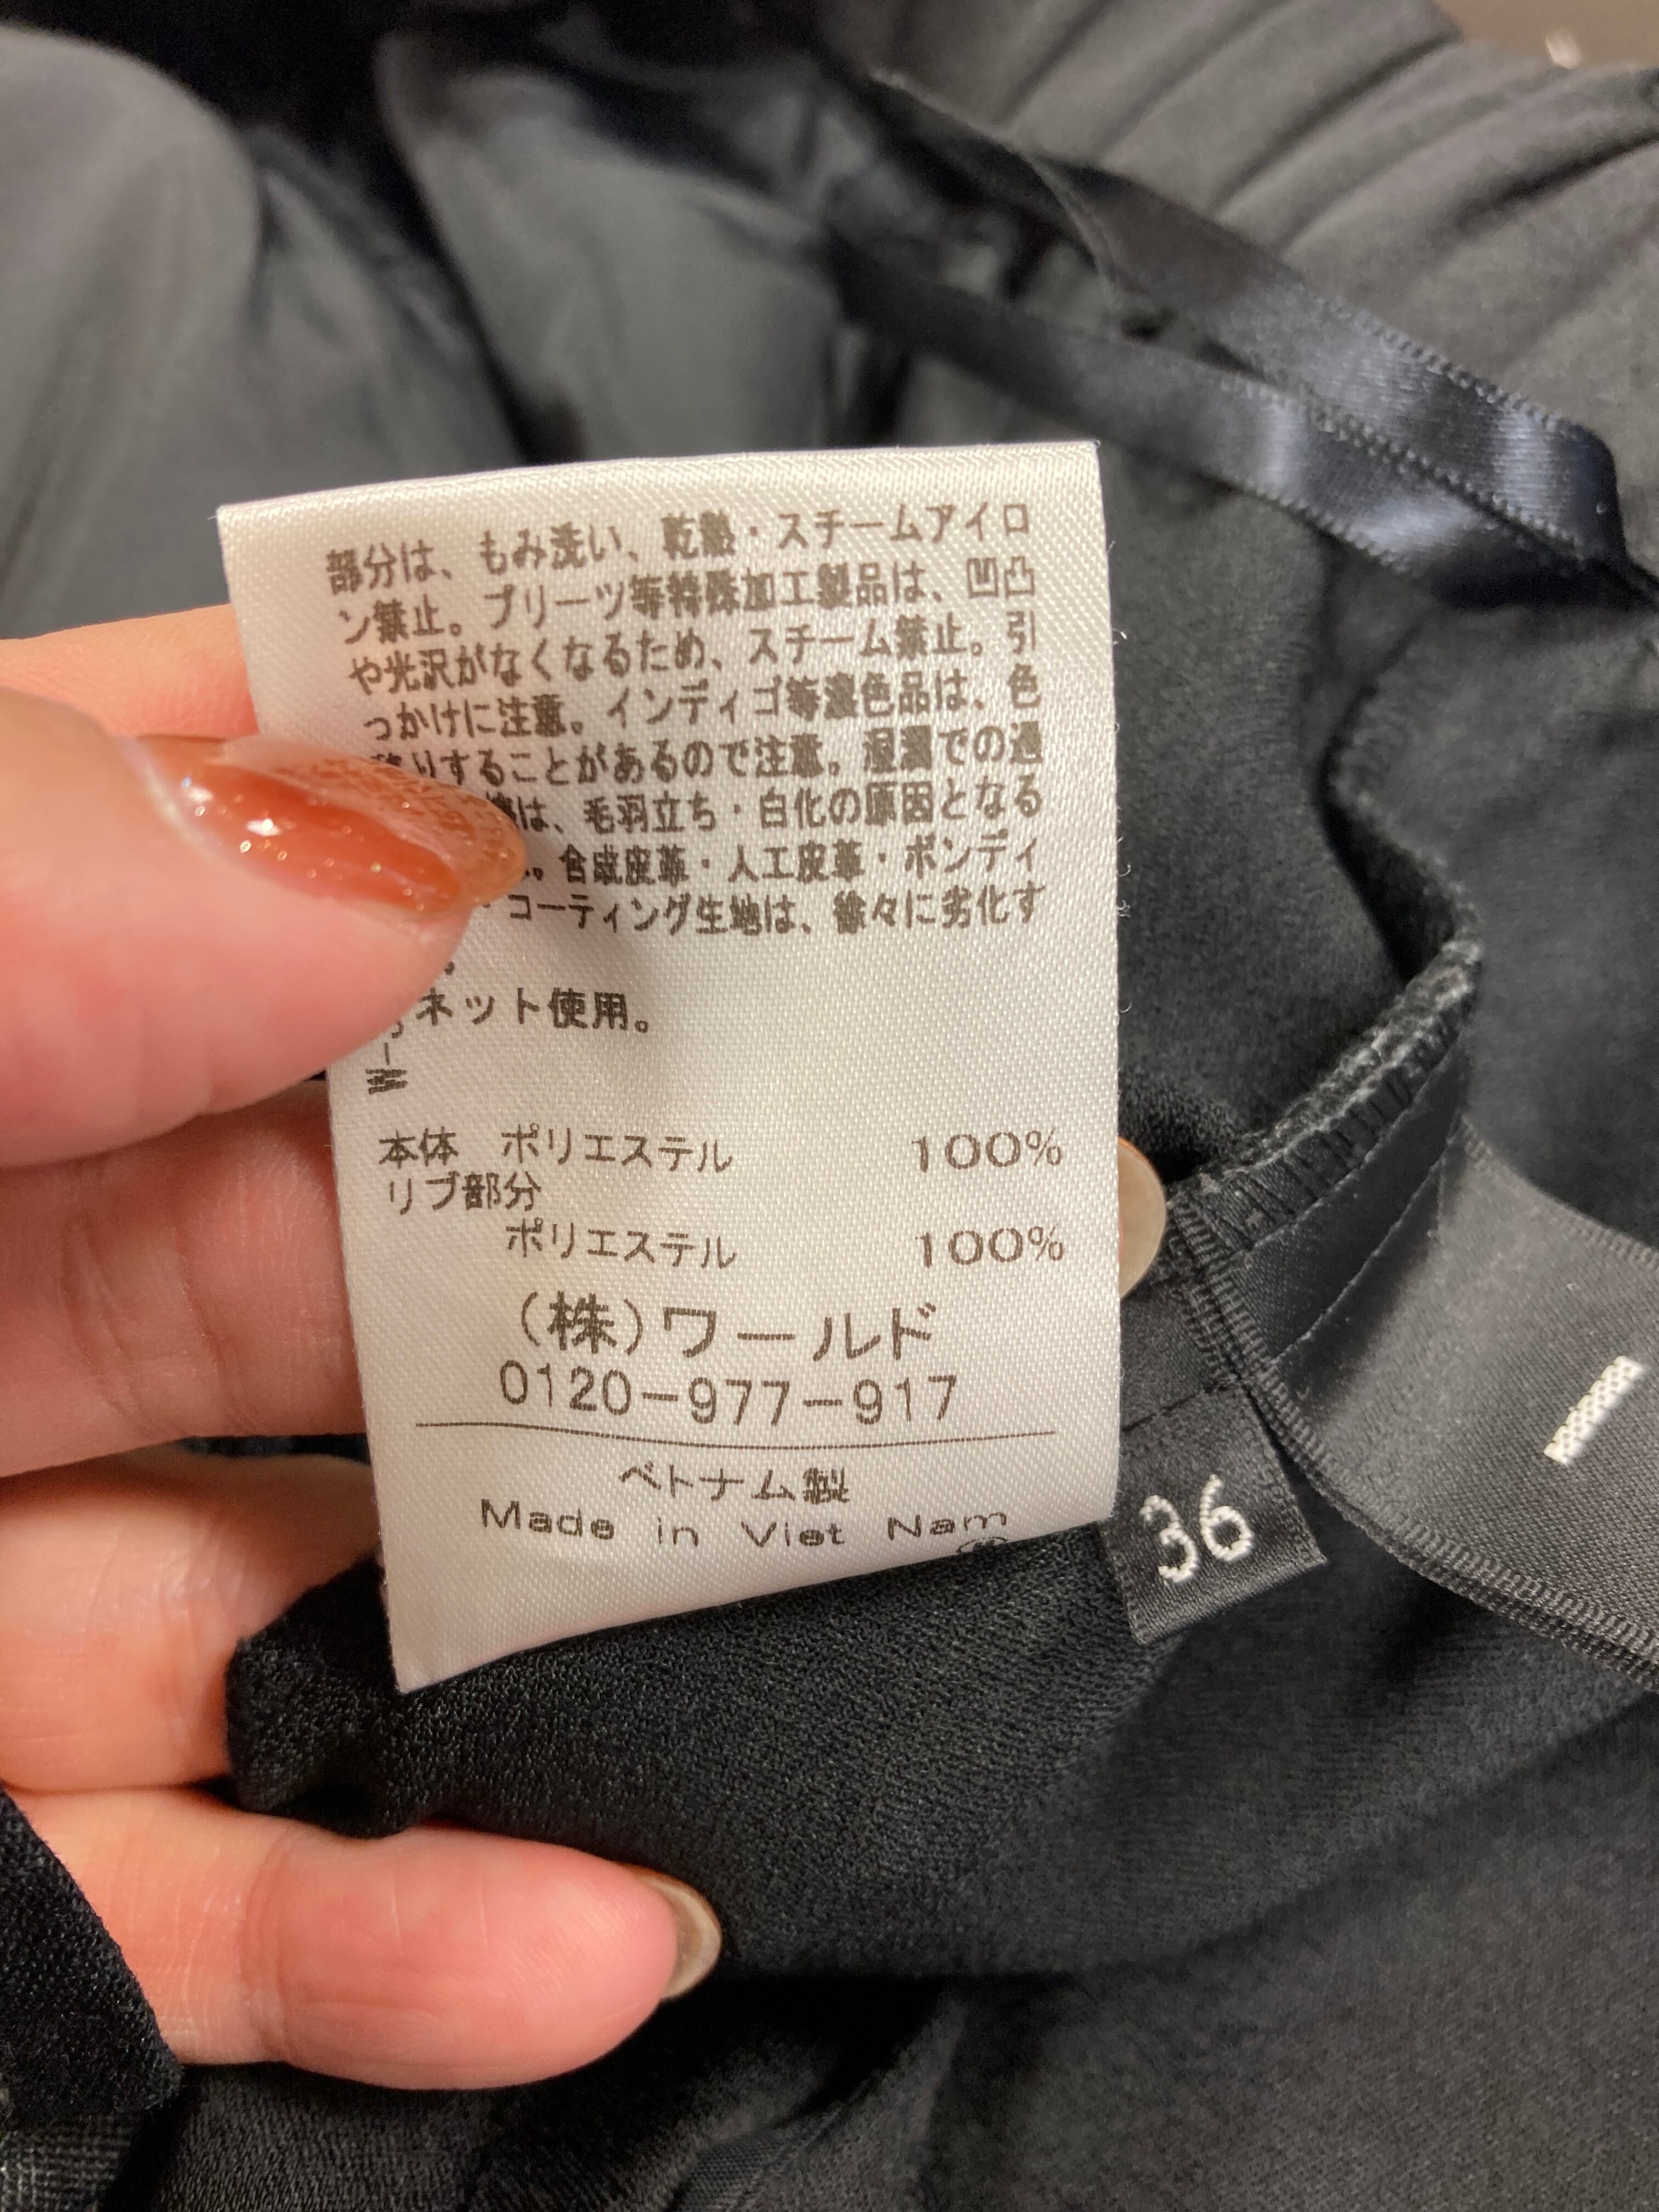 部分は、もみ洗い、乾熱・スチームアイロ
ン禁止。プリーツ等特殊加工製品は、凹凸
や光沢がなくなるため、スチーム禁止。引
っかけに注意。インディゴ等濃色品は、色
りすることがあるので注意。湿潤での過
は、毛羽立ち・白化の原因となる
。合成皮革・人工皮革・ボンディ
コーティング生地は、徐々に劣化す
。
ネット使用。
本体 ポリエステル 100%
リブ部分
ポリエステル 100%
(株)ワールド
0120-977-917
ベトナム製
Made in Viet Nam
36